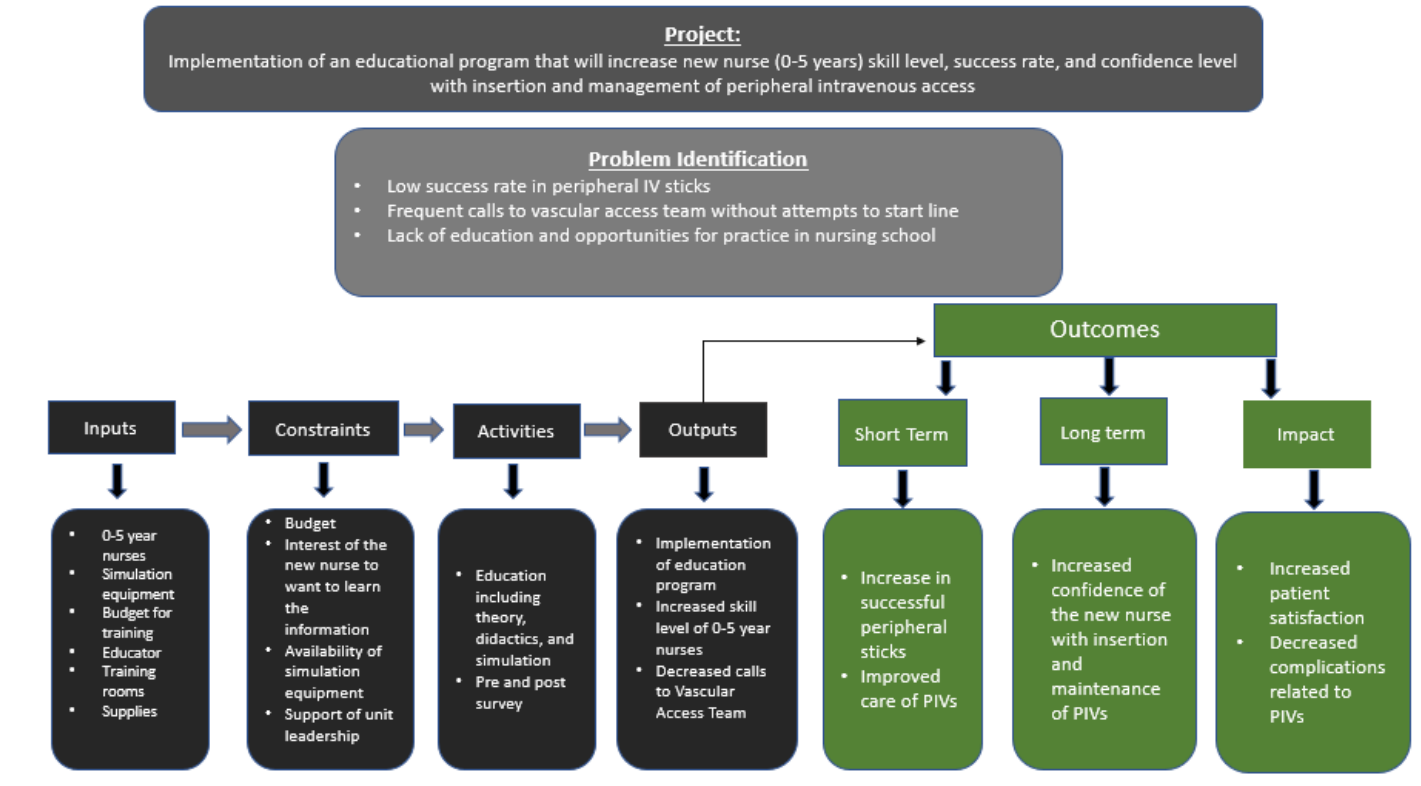 Project:
Implementation of an educational program that will increase new nurse (0-5 years) skill level, success rate, and confidence level
with insertion and management of peripheral intravenous access
Problem Identification
• Low success rate in peripheral IV sticks
• Frequent calls to vascular access team without attempts to start line
• Lack of education and opportunities for practice in nursing school
Outcomes
Inputs
Constraints
Activities
Outputs
Short Term
Long term
Impact
• 0-5 year
nurses
• Simulation
equipment
• Budget for
training
• Educator
• Training
rooms
• Supplies
• Budget
• Interest of the
new nurse to
want to learn
the
information
• Availability of
simulation
equipment
• Support of unit
leadership
• Education
including
theory,
didactics, and
simulation
• Pre and post
survey
• Implementation
of education
program
• Increased skill
level of 0-5 year
nurses
• Decreased calls
to Vascular
Access Team
• Increase in
successful
peripheral
sticks
• Improved
care of PIVs
• Increased
confidence of
the new nurse
with insertion
and
maintenance
of PIVs
• Increased
patient
satisfaction
• Decreased
complications
related to
PIVs